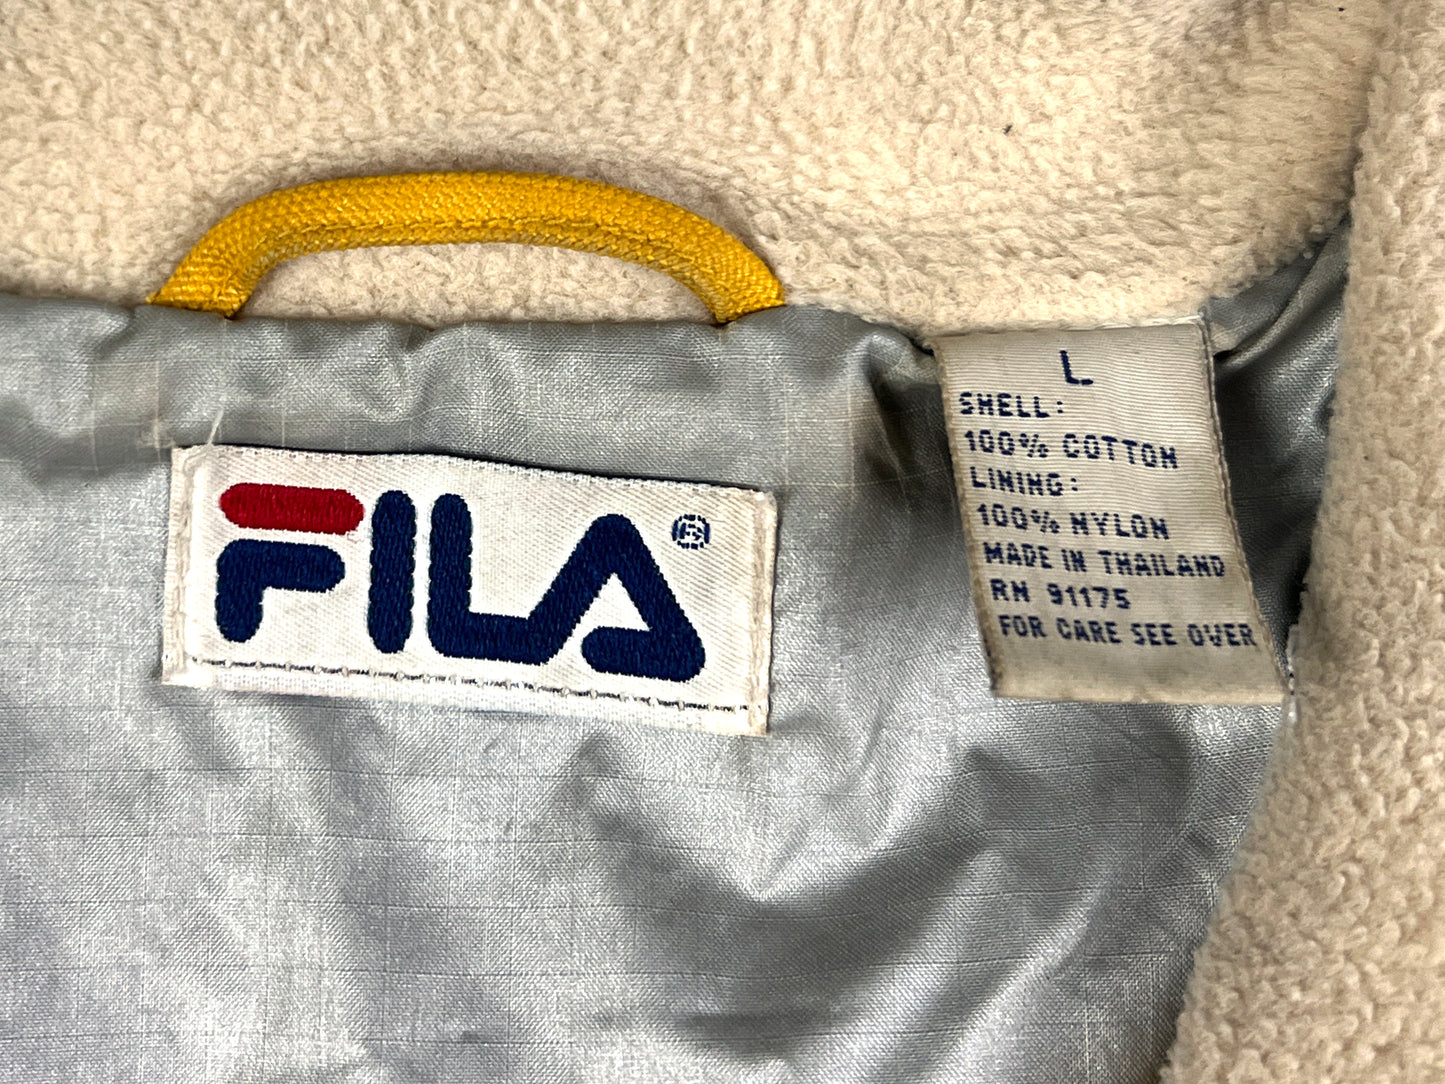 FILA®
L
SHELL:
100% COTTON
LINING:
100% NYLON
MADE IN THAILAND
RN 91175
FOR CARE SEE OVER